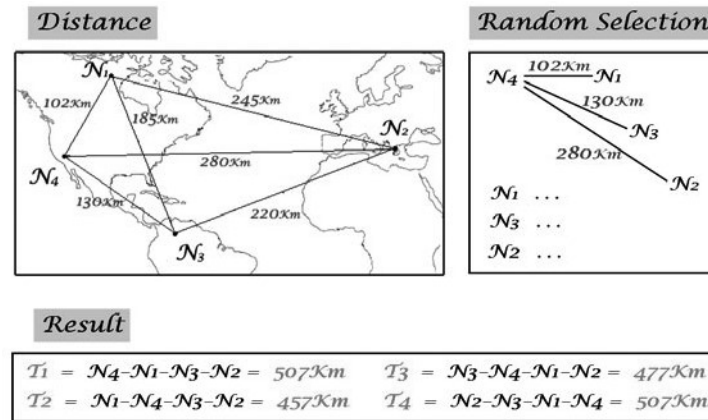 Distance
Random Selection
N1
102Km
185Km
245Km
N2
280Km
N4
130Km
220Km
N3
N4
102Km
N1
130Km
N3
280Km
N2
N1 ...
N3 ...
N2 ...
Result
T1 = N4-N1-N3-N2 = 507Km
T3 = N3-N4-N1-N2 = 477Km
T2 = N1-N4-N3-N2 = 457Km
T4 = N2-N3-N1-N4 = 507Km